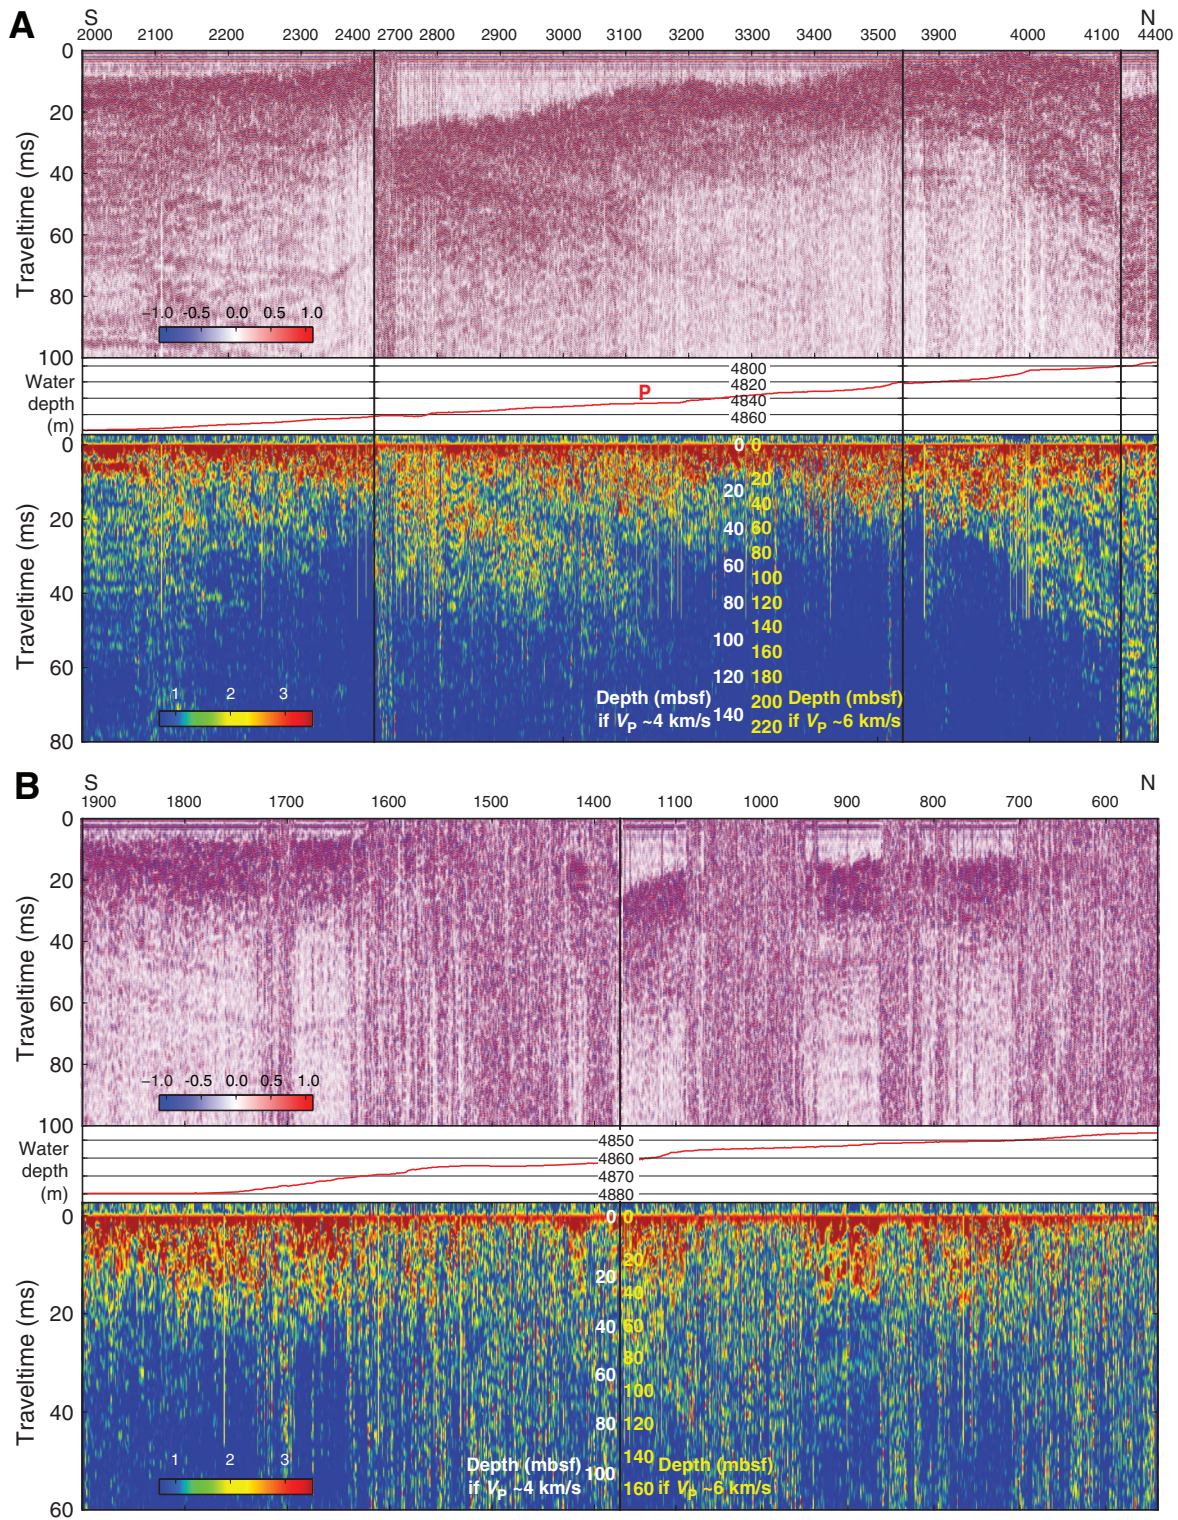 A
S N
2000 2100 2200 2300 2400 2700 2800 2900 3000 3100 3200 3300 3400 3500 3900 4000 4100 4400
0
20
40
60
80
100
Traveltime (ms)
−1.0 -0.5 0.0 0.5 1.0
Water
depth
(m)
4800
4820
4840
4860
P
0
20
40
60
80
Traveltime (ms)
1 2 3
0 0
20
20
40
40
60
60
80
100
80
120
100
140
160
120
180
200
140
220
Depth (mbsf)
if VP ~4 km/s
Depth (mbsf)
if VP ~6 km/s
B
S N
1900 1800 1700 1600 1500 1400 1100 1000 900 800 700 600
0
20
40
60
80
100
Traveltime (ms)
−1.0 -0.5 0.0 0.5 1.0
Water
depth
(m)
4850
4860
4870
4880
0
20
40
60
Traveltime (ms)
1 2 3
0 0
20
20
40
40
60
60
80
100
80
120
100
140
160
Depth (mbsf)
if VP ~4 km/s
Depth (mbsf)
if VP ~6 km/s